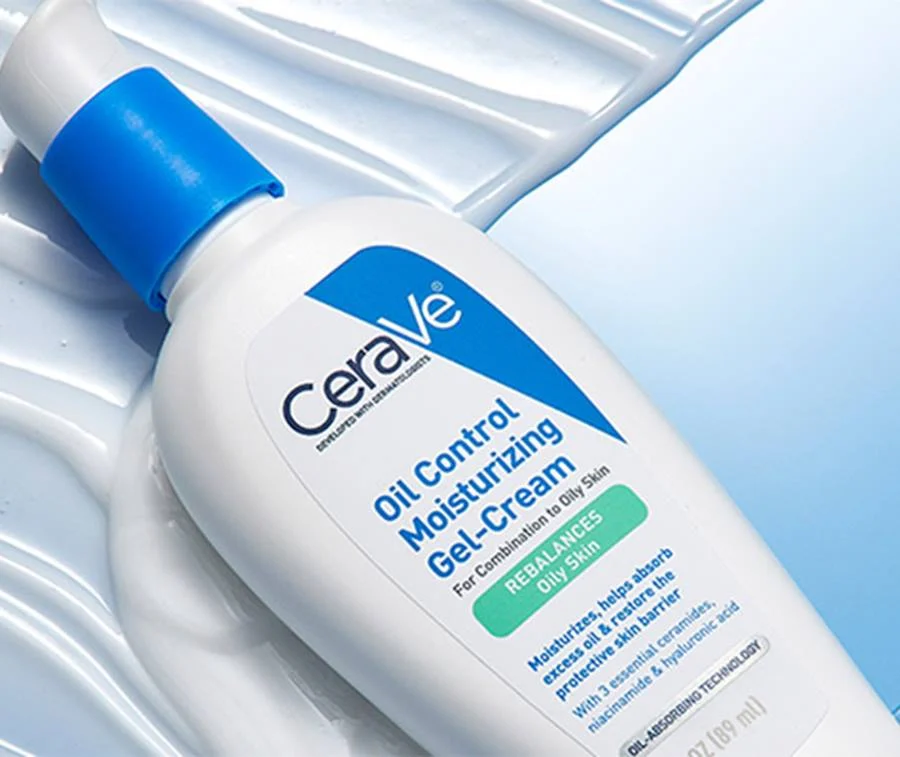 CeraVe®
DEVELOPED WITH DERMATOLOGISTS
Oil Control
Moisturizing
Gel-Cream
For Combination to Oily Skin
REBALANCES
Oily Skin
Moisturizes, helps absorb
excess oil & restore the
protective skin barrier
With 3 essential ceramides,
niacinamide & hyaluronic acid
OIL-ABSORBING TECHNOLOGY
OZ (89 ml)